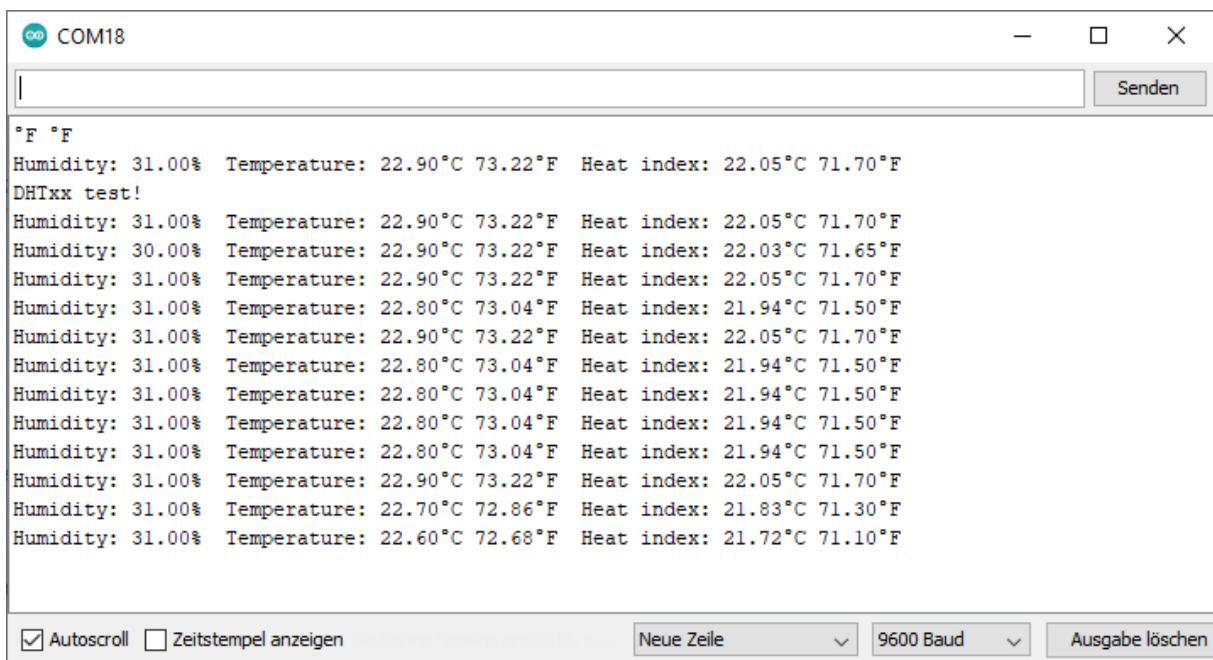 COM18
Senden
°F °F
Humidity: 31.00%  Temperature: 22.90°C 73.22°F  Heat index: 22.05°C 71.70°F
DHTxx test!
Humidity: 31.00%  Temperature: 22.90°C 73.22°F  Heat index: 22.05°C 71.70°F
Humidity: 30.00%  Temperature: 22.90°C 73.22°F  Heat index: 22.03°C 71.65°F
Humidity: 31.00%  Temperature: 22.90°C 73.22°F  Heat index: 22.05°C 71.70°F
Humidity: 31.00%  Temperature: 22.80°C 73.04°F  Heat index: 21.94°C 71.50°F
Humidity: 31.00%  Temperature: 22.90°C 73.22°F  Heat index: 22.05°C 71.70°F
Humidity: 31.00%  Temperature: 22.80°C 73.04°F  Heat index: 21.94°C 71.50°F
Humidity: 31.00%  Temperature: 22.80°C 73.04°F  Heat index: 21.94°C 71.50°F
Humidity: 31.00%  Temperature: 22.80°C 73.04°F  Heat index: 21.94°C 71.50°F
Humidity: 31.00%  Temperature: 22.80°C 73.04°F  Heat index: 21.94°C 71.50°F
Humidity: 31.00%  Temperature: 22.90°C 73.22°F  Heat index: 22.05°C 71.70°F
Humidity: 31.00%  Temperature: 22.70°C 72.86°F  Heat index: 21.83°C 71.30°F
Humidity: 31.00%  Temperature: 22.60°C 72.68°F  Heat index: 21.72°C 71.10°F
Autoscroll Zeitstempel anzeigen Neue Zeile 9600 Baud Ausgabe löschen